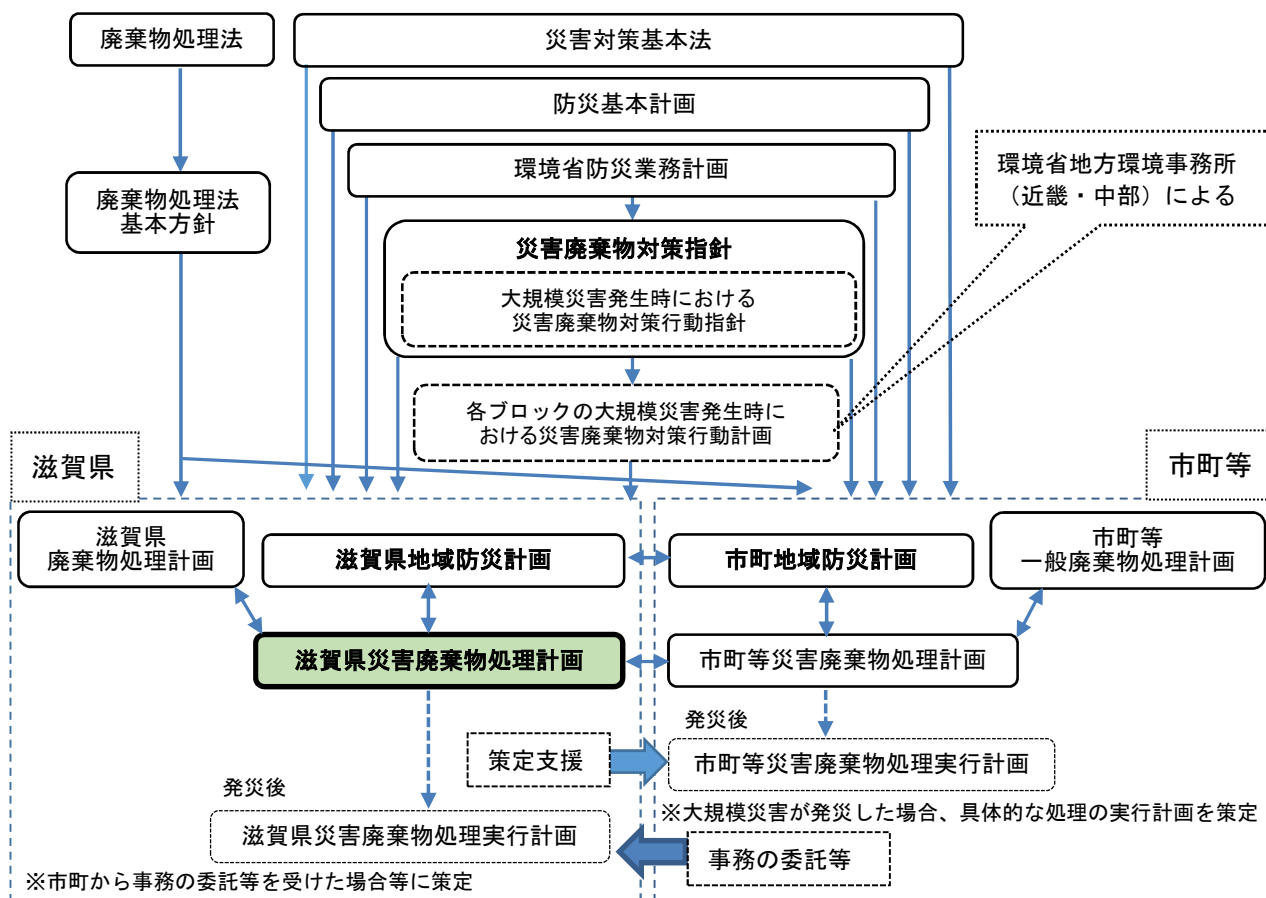 廃棄物処理法
災害対策基本法
防災基本計画
環境省防災業務計画
環境省地方環境事務所
（近畿・中部）による
廃棄物処理法
基本方針
災害廃棄物対策指針
大規模災害発生時における
災害廃棄物対策行動指針
各ブロックの大規模災害発生時に
おける災害廃棄物対策行動計画
滋賀県
市町等
滋賀県
廃棄物処理計画
滋賀県地域防災計画
市町地域防災計画
市町等
一般廃棄物処理計画
滋賀県災害廃棄物処理計画
市町等災害廃棄物処理計画
発災後
策定支援
市町等災害廃棄物処理実行計画
発災後
※大規模災害が発災した場合、具体的な処理の実行計画を策定
滋賀県災害廃棄物処理実行計画
事務の委託等
※市町から事務の委託等を受けた場合等に策定